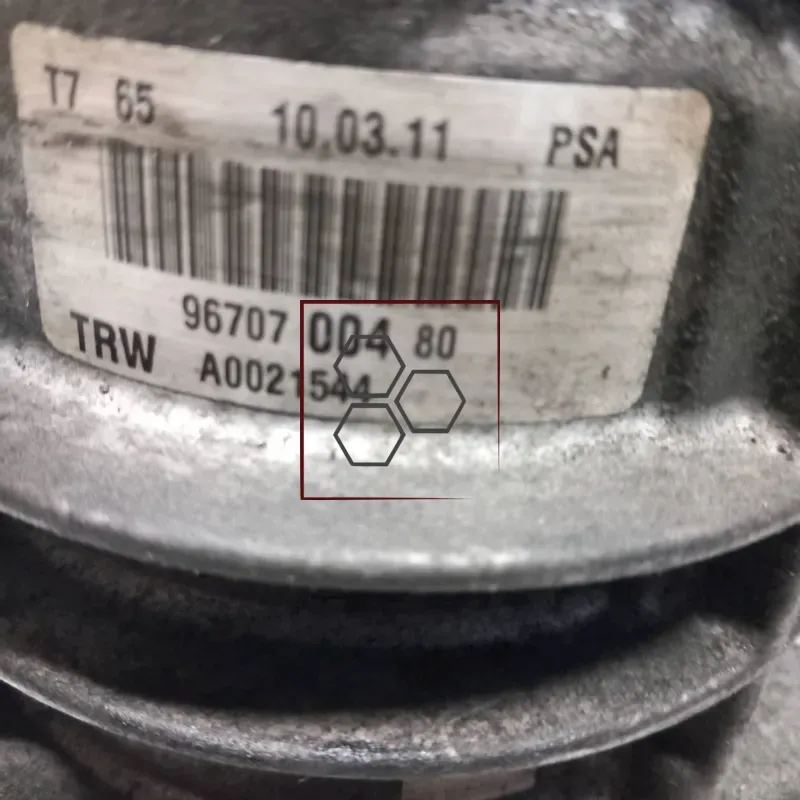 T7 65 10.03.11 PSA
96707 004 80
TRW A0021544